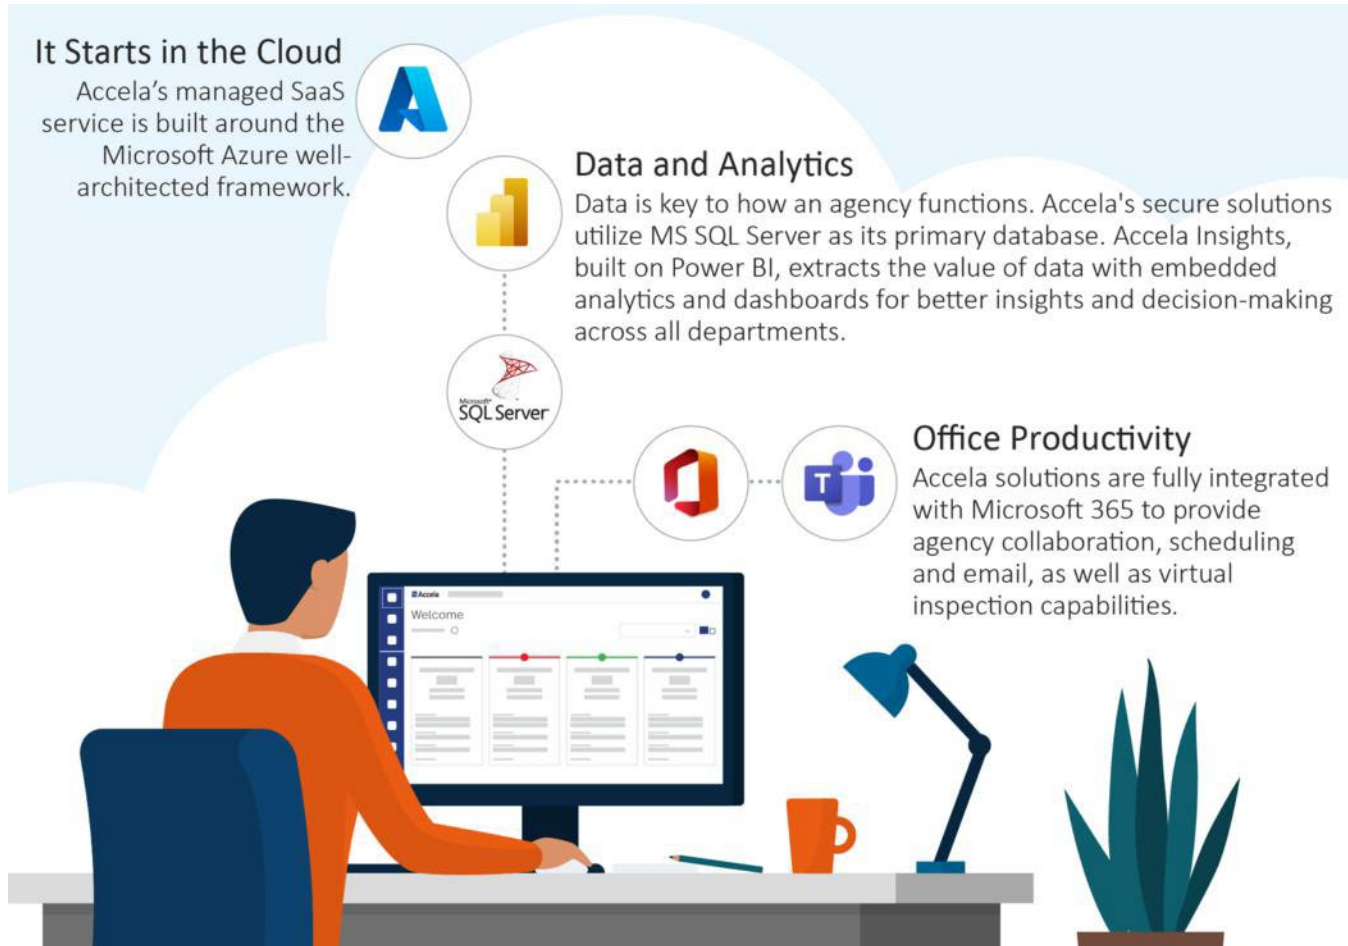 It Starts in the Cloud
Accela’s managed SaaS
service is built around the
Microsoft Azure well-
architected framework.
Data and Analytics
Data is key to how an agency functions. Accela's secure solutions
utilize MS SQL Server as its primary database. Accela Insights,
built on Power BI, extracts the value of data with embedded
analytics and dashboards for better insights and decision-making
across all departments.
Microsoft
SQL Server
T
Office Productivity
Accela solutions are fully integrated
with Microsoft 365 to provide
agency collaboration, scheduling
and email, as well as virtual
inspection capabilities.
Accela
Welcome